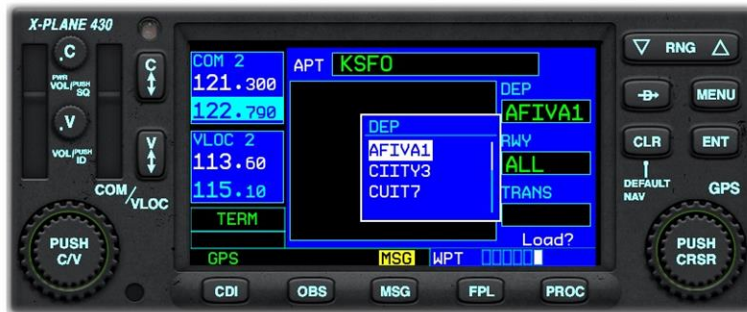 X-PLANE 430
.C
PWR
VOL/PUSH
SQ
C
.V
VOL/PUSH
ID
V
COM/VLOC
PUSH
C/V
COM 2
121.300
122.790
VLOC 2
113.60
115.10
TERM
GPS
APT KSFO
DEP
AFIVA1
CIITY3
CUIT7
DEP
AFIVA1
RWY
ALL
TRANS
Load?
MSG WPT
CDI
OBS
MSG
FPL
PROC
RNG
D
MENU
CLR
ENT
DEFAULT
NAV
GPS
PUSH
CRSR